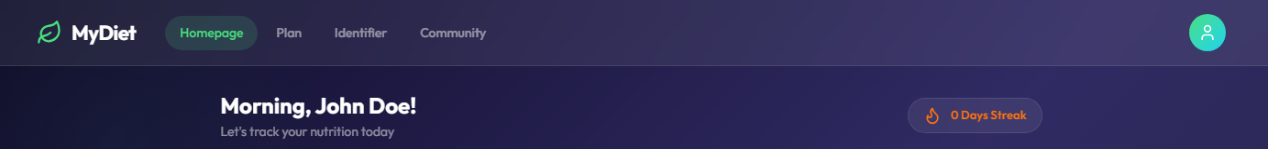 MyDiet Homepage Plan Identifier Community
Morning, John Doe!
Let's track your nutrition today
0 Days Streak